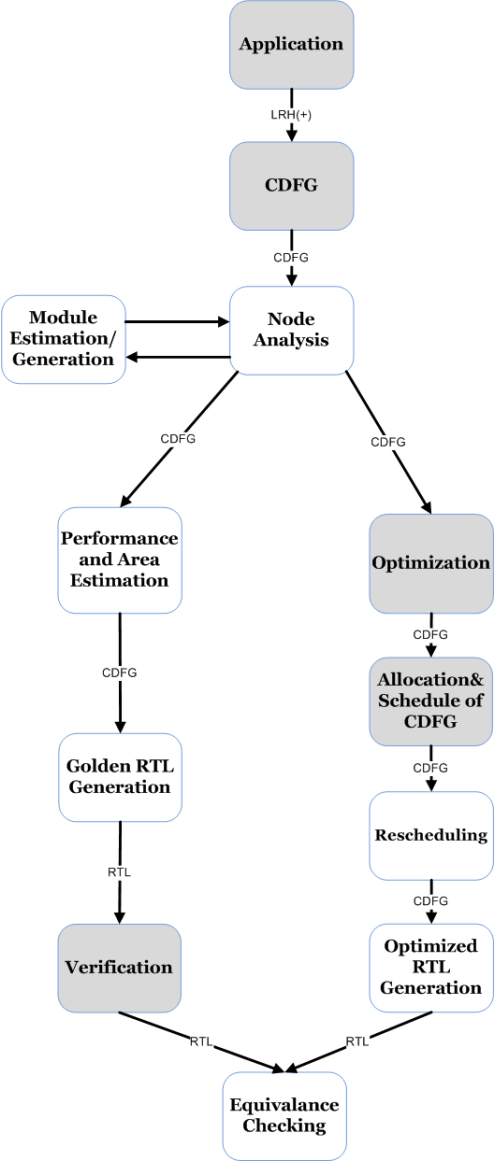 Application
LRH(+)
CDFG
CDFG
Module
Estimation/
Generation
Node
Analysis
CDFG
CDFG
Performance
and Area
Estimation
Optimization
CDFG
CDFG
Allocation&
Schedule of
CDFG
Golden RTL
Generation
CDFG
Rescheduling
RTL
CDFG
Verification
Optimized
RTL
Generation
RTL
RTL
Equivalance
Checking